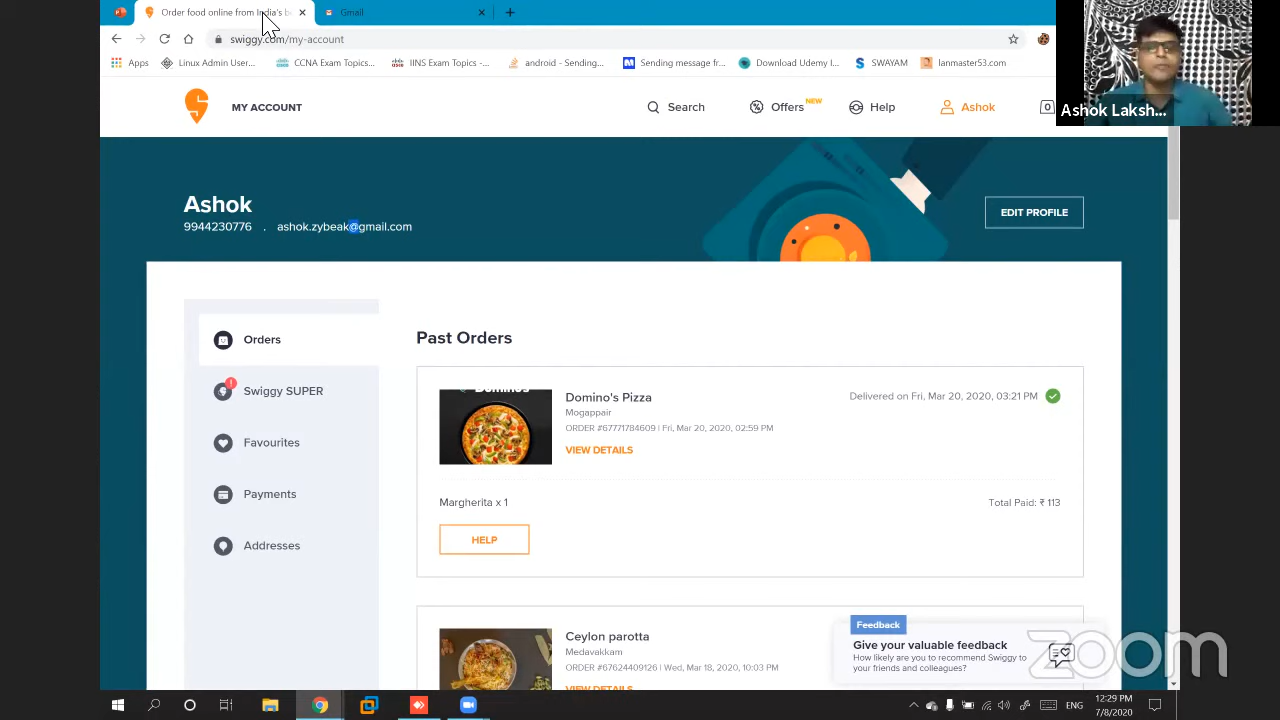 Order food online from India's be
Gmail
swiggy.com/my-account
Apps
Linux Admin User...
CCNA Exam Topics...
IINS Exam Topics -...
android - Sending...
Sending message fr...
Download Udemy I...
SWAYAM
lanmaster53.com
MY ACCOUNT
Search
Offers NEW
Help
Ashok
0
Ashok Laksh...
Ashok
9944230776 . ashok.zybeak@gmail.com
EDIT PROFILE
Orders
Swiggy SUPER
Favourites
Payments
Addresses
Past Orders
Domino's Pizza
Mogappair
ORDER #67771784609 | Fri, Mar 20, 2020, 02:59 PM
VIEW DETAILS
Delivered on Fri, Mar 20, 2020, 03:21 PM
Margherita x 1
Total Paid: ₹ 113
HELP
Ceylon parotta
Medavakkam
ORDER #67624409126 | Wed, Mar 18, 2020, 10:03 PM
VIEW DETAILS
Feedback
Give your valuable feedback
How likely are you to recommend Swiggy to
your friends and colleagues?
zoom
ENG
12:29 PM
7/8/2020